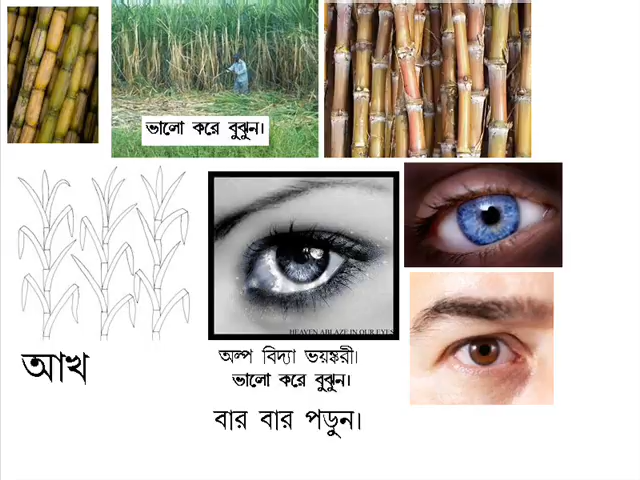 ভালো করে বুঝুন।
HEAVEN ABLAZE IN OUR EYES
আখ
অল্প বিদ্যা ভয়ঙ্করী।
ভালো করে বুঝুন।
বার বার পড়ুন।